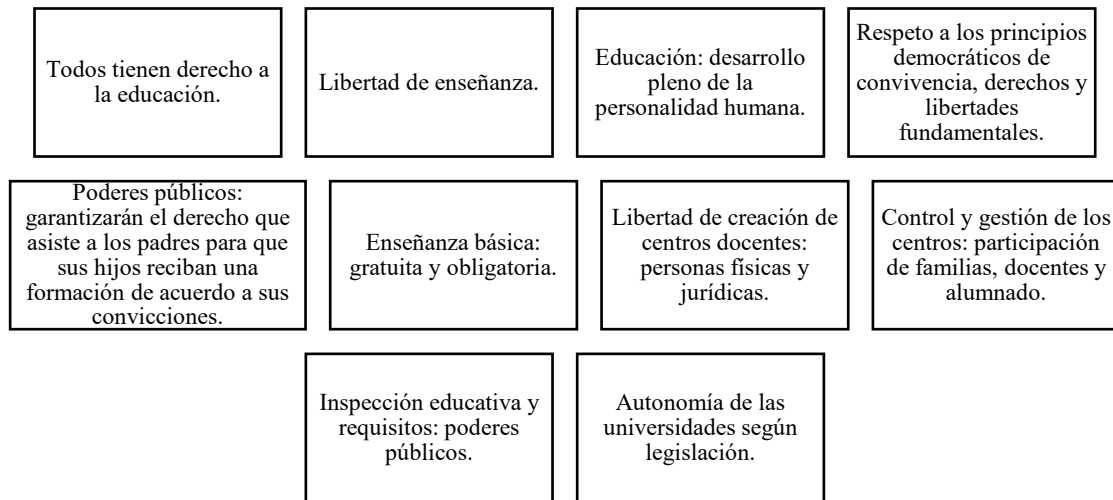 Todos tienen derecho a
la educación.
Libertad de enseñanza.
Educación: desarrollo
pleno de la
personalidad humana.
Respeto a los principios
democráticos de
convivencia, derechos y
libertades
fundamentales.
Poderes públicos:
garantizarán el derecho que
asiste a los padres para que
sus hijos reciban una
formación de acuerdo a sus
convicciones.
Enseñanza básica:
gratuita y obligatoria.
Libertad de creación de
centros docentes:
personas físicas y
jurídicas.
Control y gestión de los
centros: participación
de familias, docentes y
alumnado.
Inspección educativa y
requisitos: poderes
públicos.
Autonomía de las
universidades según
legislación.